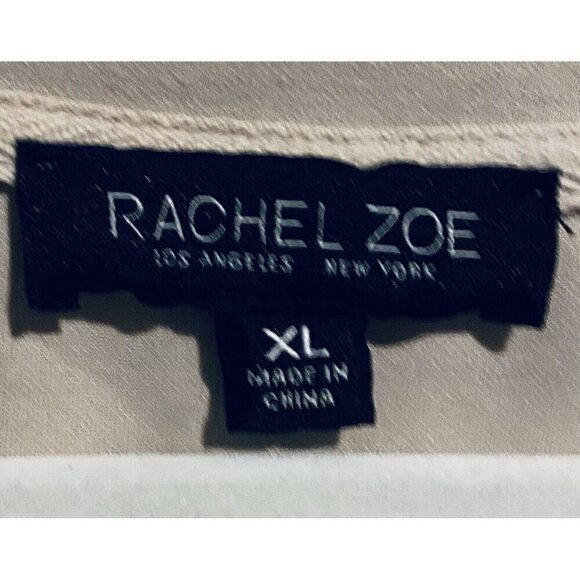 RACHEL ZOE
LOS ANGELES NEW YORK
XL
MADE IN
CHINA